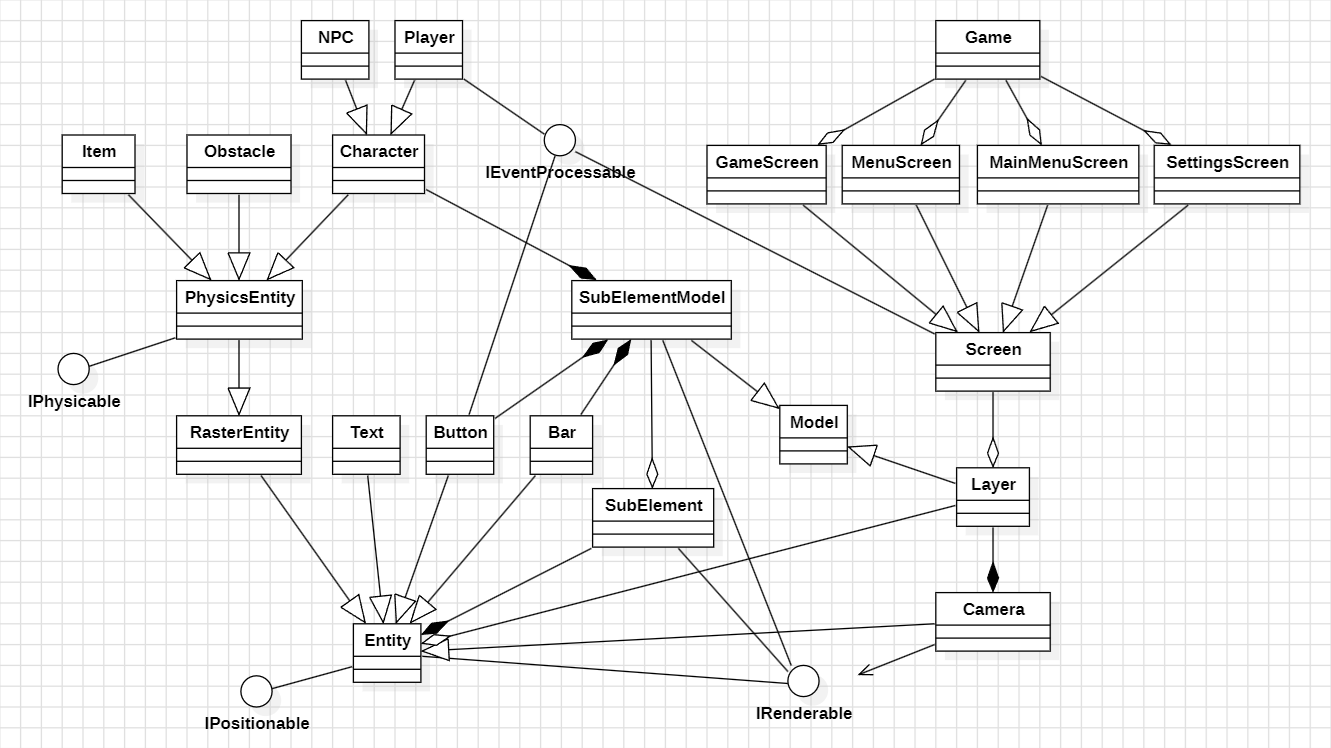 NPC
Player
Game
Item
Obstacle
Character
IEventProcessable
GameScreen
MenuScreen
MainMenuScreen
SettingsScreen
PhysicsEntity
SubElementModel
Screen
IPhysicable
RasterEntity
Text
Button
Bar
Model
SubElement
Layer
Entity
Camera
IPositionable
IRenderable